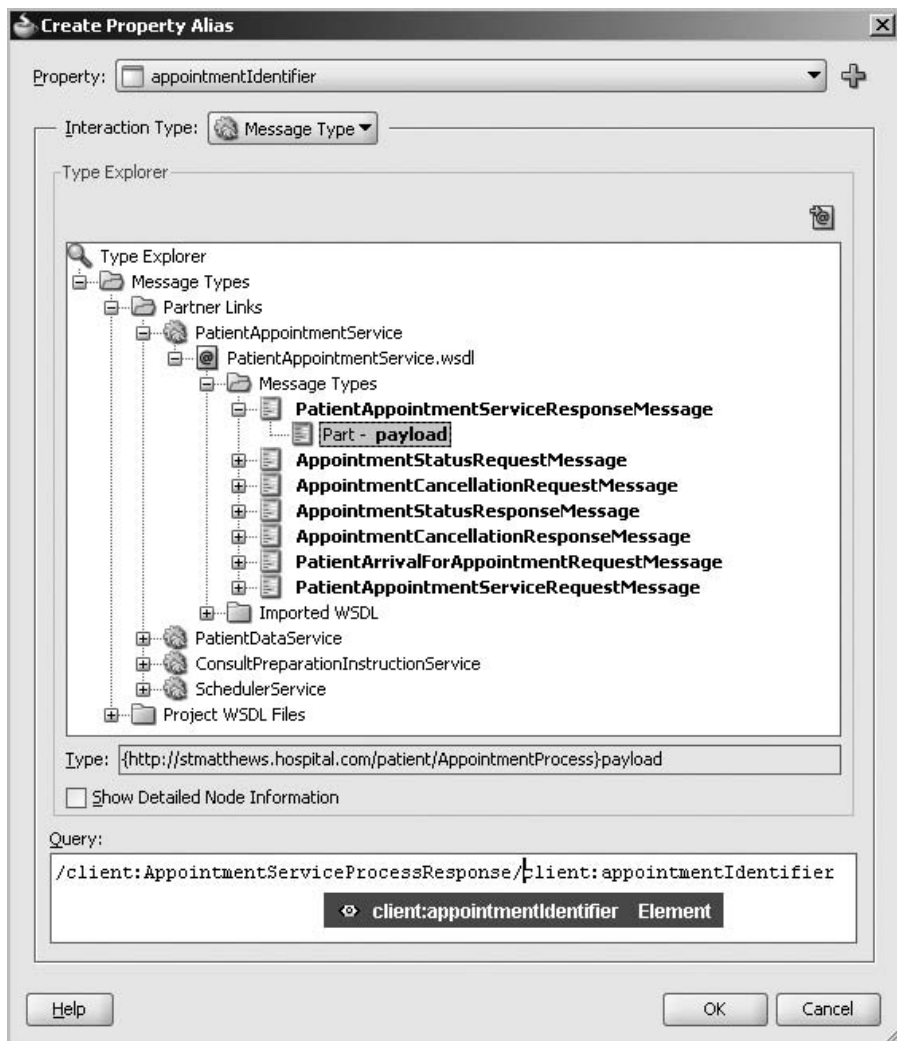 Create Property Alias
Property: appointmentIdentifier
Interaction Type: Message Type
Type Explorer
Type Explorer
Message Types
Partner Links
PatientAppointmentService
PatientAppointmentService.wsdl
Message Types
PatientAppointmentServiceResponseMessage
Part - payload
AppointmentStatusRequestMessage
AppointmentCancellationRequestMessage
AppointmentStatusResponseMessage
AppointmentCancellationResponseMessage
PatientArrivalForAppointmentRequestMessage
PatientAppointmentServiceRequestMessage
Imported WSDL
PatientDataService
ConsultPreparationInstructionService
SchedulerService
Project WSDL Files
Type: {http://stmatthews.hospital.com/patient/AppointmentProcess}payload
Show Detailed Node Information
Query:
/client:AppointmentServiceProcessResponse/client:appointmentIdentifier
<> client:appointmentIdentifier Element
Help OK Cancel